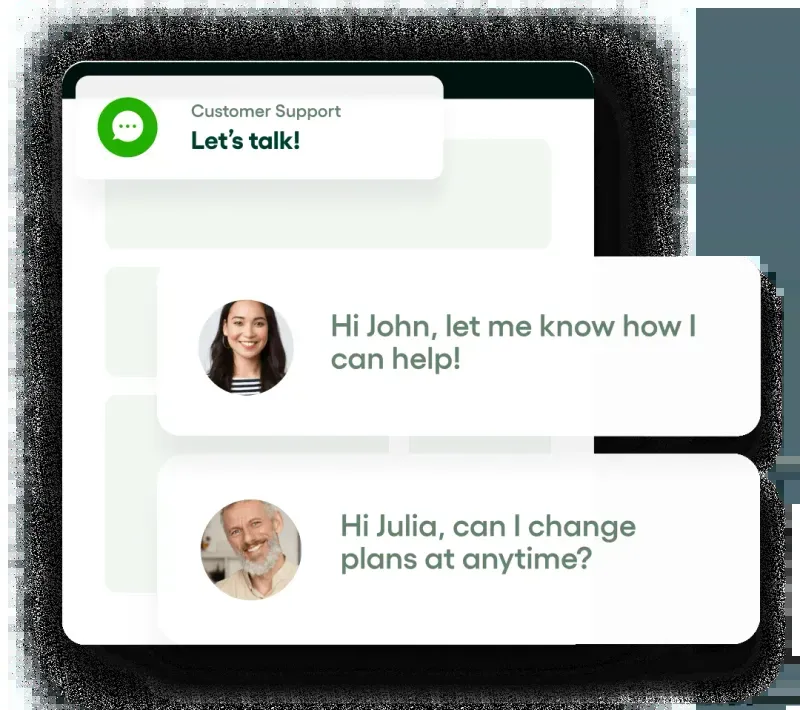 Customer Support
Let’s talk!
Hi John, let me know how I
can help!
Hi Julia, can I change
plans at anytime?